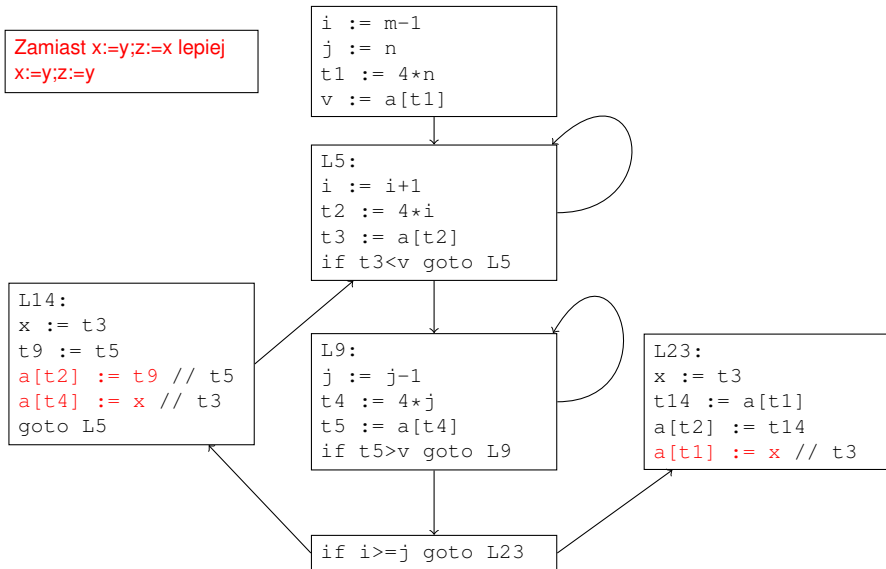 Zamiast x:=y;z:=x lepiej
x:=y;z:=y
i := m-1
j := n
t1 := 4*n
v := a[t1]
L5:
i := i+1
t2 := 4*i
t3 := a[t2]
if t3<v goto L5
L14:
x := t3
t9 := t5
a[t2] := t9 // t5
a[t4] := x // t3
goto L5
L9:
j := j-1
t4 := 4*j
t5 := a[t4]
if t5>v goto L9
L23:
x := t3
t14 := a[t1]
a[t2] := t14
a[t1] := x // t3
if i>=j goto L23